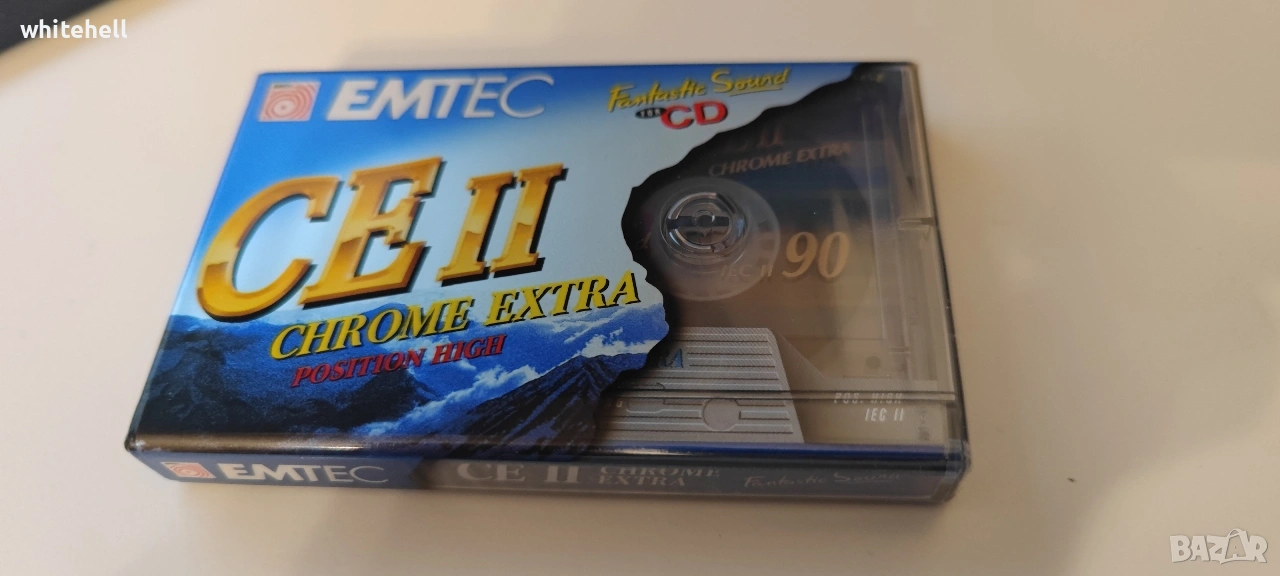 whitehell
EMTEC
Fantastic Sound
FOR CD
CE II
CHROME EXTRA
POSITION HIGH
CHROME EXTRA
IEC II 90
POS. HIGH
IEC II
EMTEC CE II CHROME EXTRA Fantastic Sound
BAZAR